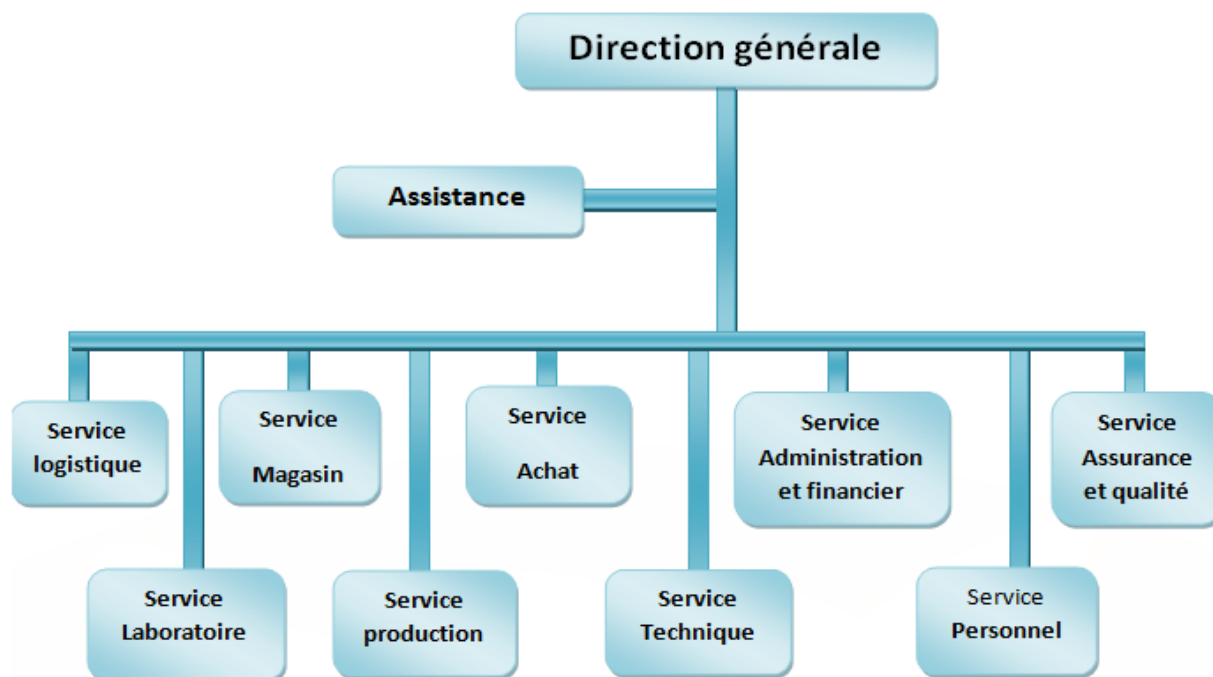 Direction générale
Assistance
Service
logistique
Service
Magasin
Service
Achat
Service
Administration
et financier
Service
Assurance
et qualité
Service
Laboratoire
Service
production
Service
Technique
Service
Personnel